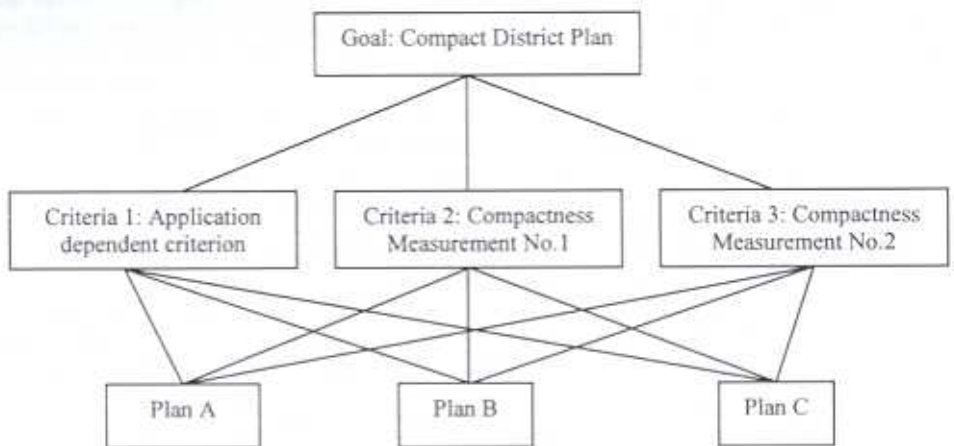 Goal: Compact District Plan
Criteria 1: Application
dependent criterion
Criteria 2: Compactness
Measurement No.1
Criteria 3: Compactness
Measurement No.2
Plan A
Plan B
Plan C